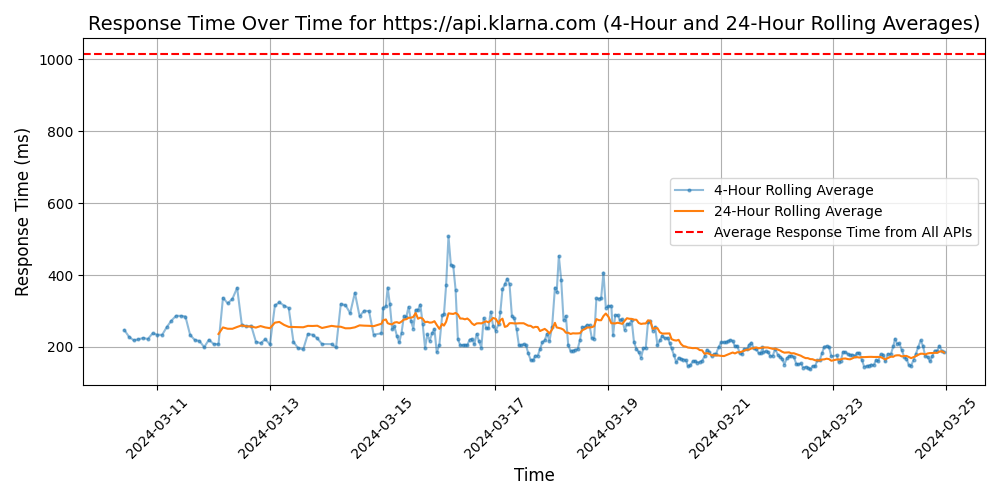 Response Time Over Time for https://api.klarna.com (4-Hour and 24-Hour Rolling Averages)
Response Time (ms)
1000
800
600
400
200
4-Hour Rolling Average
24-Hour Rolling Average
Average Response Time from All APIs
2024-03-11
2024-03-13
2024-03-15
2024-03-17
2024-03-19
2024-03-21
2024-03-23
2024-03-25
Time